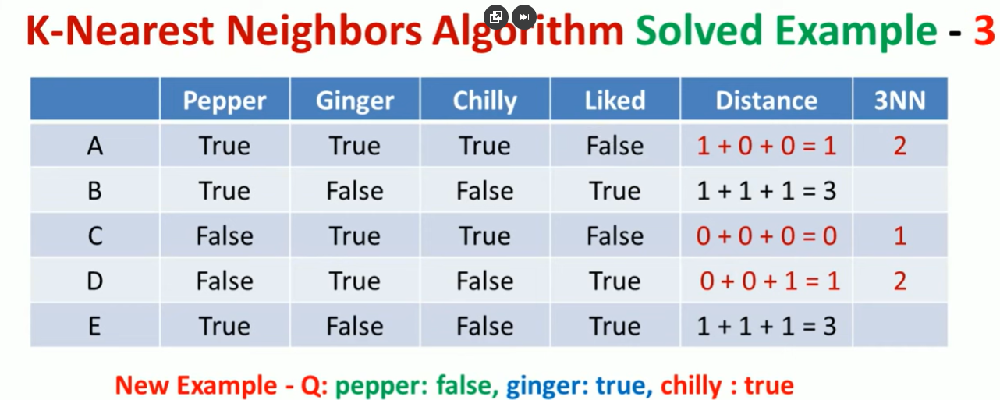 K-Nearest Neighbors Algorithm Solved Example - 3
Pepper Ginger Chilly Liked Distance 3NN
A True True True False 1 + 0 + 0 = 1 2
B True False False True 1 + 1 + 1 = 3
C False True True False 0 + 0 + 0 = 0 1
D False True False True 0 + 0 + 1 = 1 2
E True False False True 1 + 1 + 1 = 3
New Example - Q: pepper: false, ginger: true, chilly : true